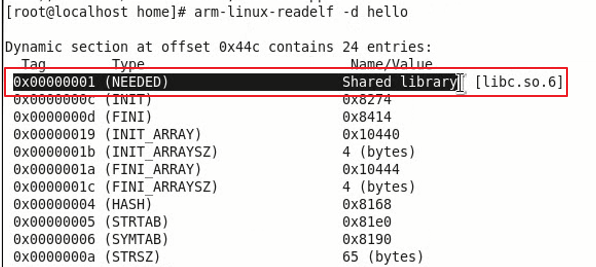 [root@localhost home]# arm-linux-readelf -d hello
Dynamic section at offset 0x44c contains 24 entries:
Tag Type Name/Value
0x00000001 (NEEDED) Shared library [libc.so.6]
0x0000000c (INIT) 0x8274
0x0000000d (FINI) 0x8414
0x00000019 (INIT_ARRAY) 0x10440
0x0000001b (INIT_ARRAYSZ) 4 (bytes)
0x0000001a (FINI_ARRAY) 0x10444
0x0000001c (FINI_ARRAYSZ) 4 (bytes)
0x00000004 (HASH) 0x8168
0x00000005 (STRTAB) 0x81e0
0x00000006 (SYMTAB) 0x8190
0x0000000a (STRSZ) 65 (bytes)